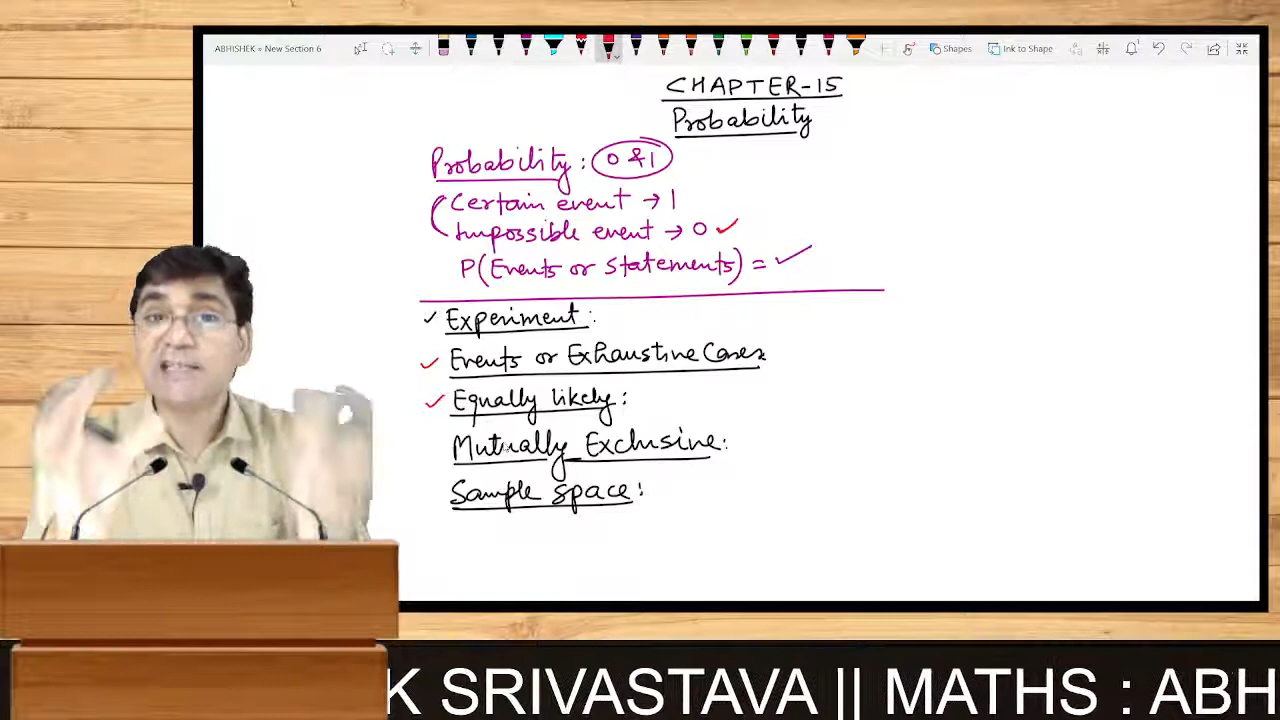 ABHISHEK » New Section 6
Shapes
Ink to Shape
CHAPTER-15
Probability
Probability : 0 & 1
Certain event → 1
Impossible event → 0 ✓
P(Events or Statements) = ✓
✓ Experiment :
✓ Events or Exhaustive Cases
✓ Equally likely :
Mutually Exclusive :
Sample space :
K SRIVASTAVA || MATHS : ABH